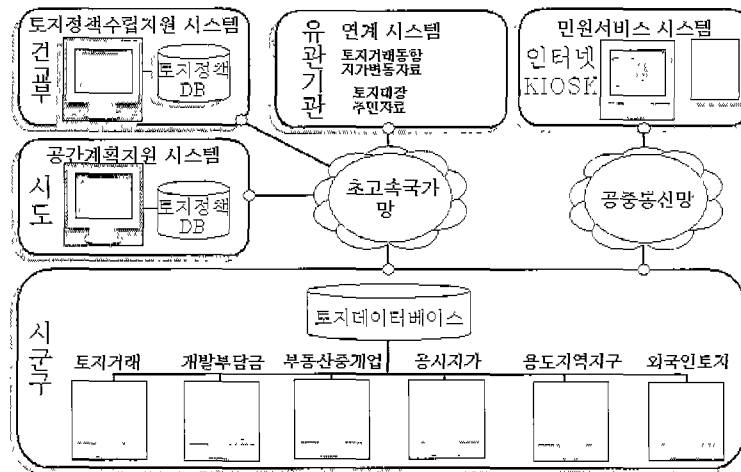 토지정책수립지원 시스템
건교부
토지정책
DB
유관기관
연계 시스템
토지거래동향
지가변동자료
토지대장
주민자료
민원서비스 시스템
인터넷
KIOSK
공간계획지원 시스템
시도
토지정책
DB
초고속국가
망
공중통신망
시군구
토지데이터베이스
토지거래
개발부담금
부동산중개업
공시지가
용도지역지구
외국인토지